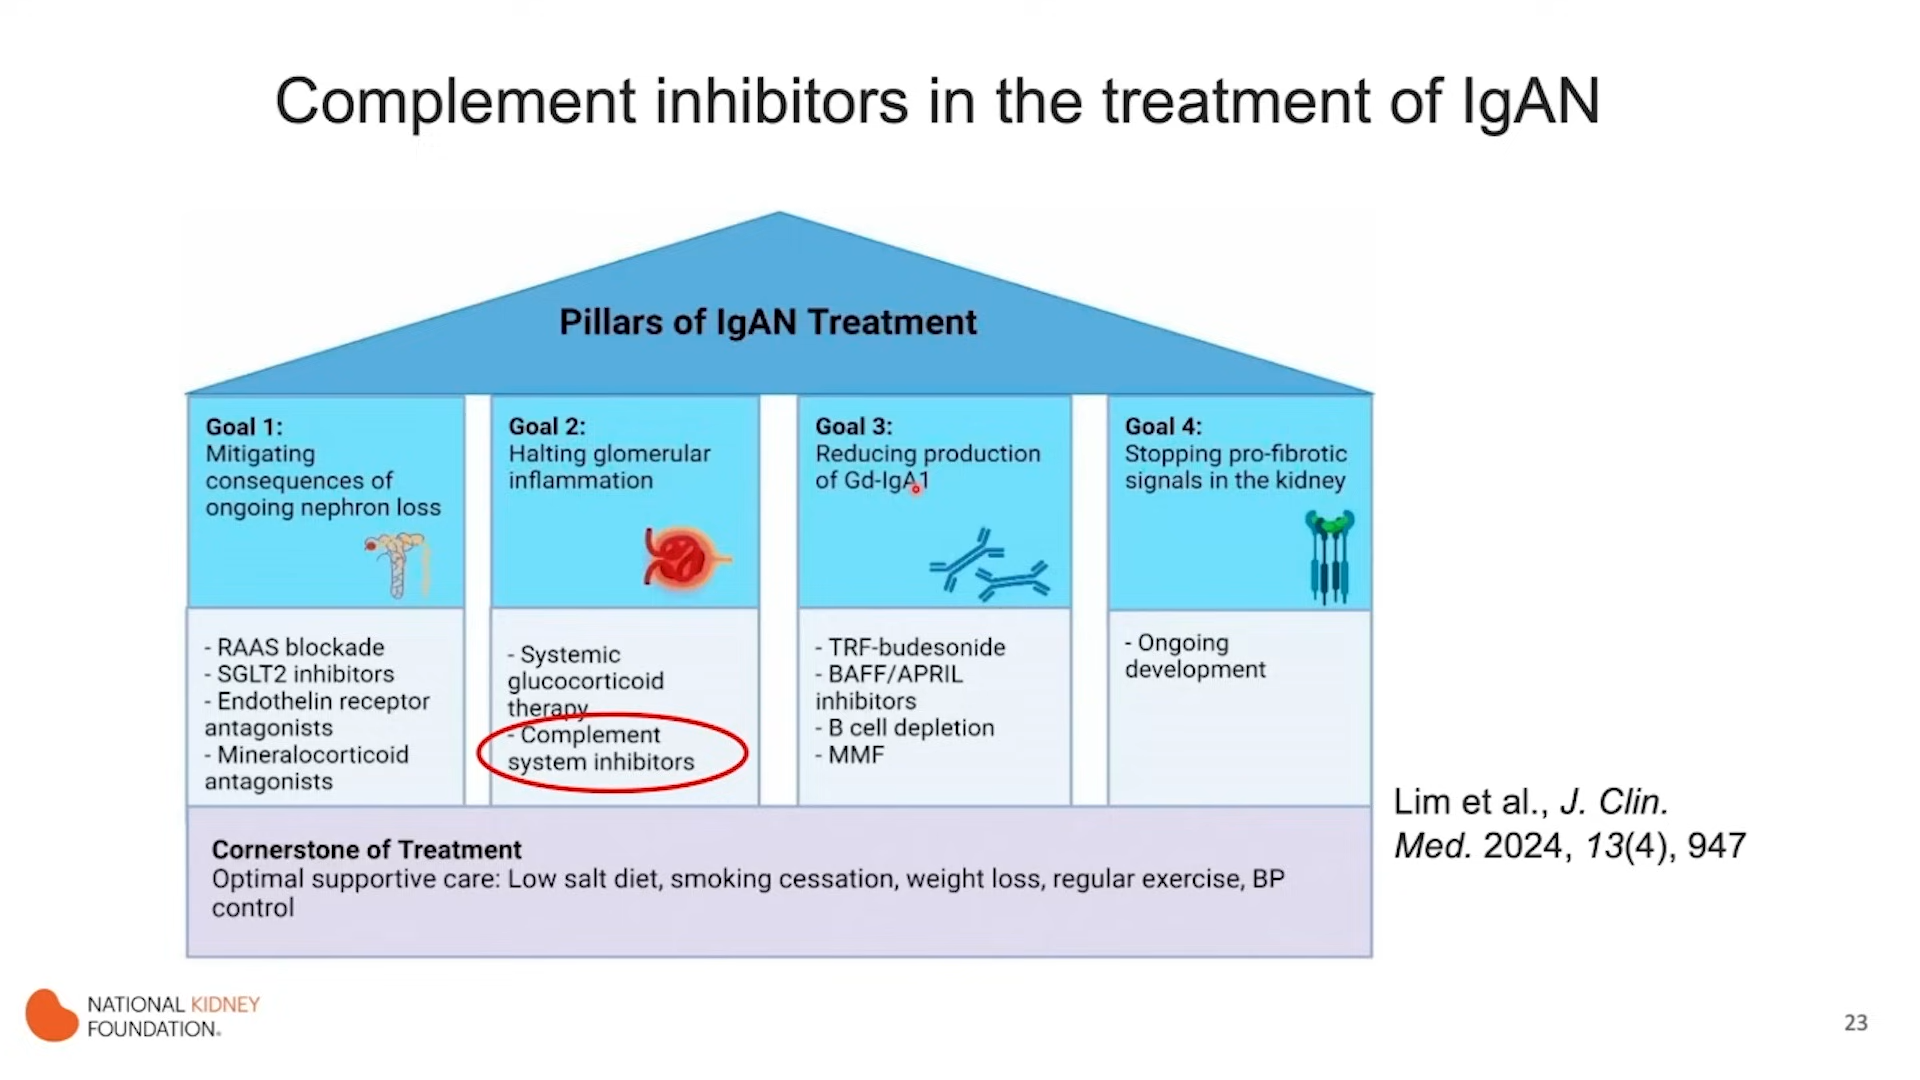 Complement inhibitors in the treatment of IgAN
Pillars of IgAN Treatment
Goal 1:
Mitigating
consequences of
ongoing nephron loss
- RAAS blockade
- SGLT2 inhibitors
- Endothelin receptor
antagonists
- Mineralocorticoid
antagonists
Goal 2:
Halting glomerular
inflammation
- Systemic
glucocorticoid
therapy
- Complement
system inhibitors
Goal 3:
Reducing production
of Gd-IgA1
- TRF-budesonide
- BAFF/APRIL
inhibitors
- B cell depletion
- MMF
Goal 4:
Stopping pro-fibrotic
signals in the kidney
- Ongoing
development
Cornerstone of Treatment
Optimal supportive care: Low salt diet, smoking cessation, weight loss, regular exercise, BP
control
Lim et al., J. Clin.
Med. 2024, 13(4), 947
NATIONAL KIDNEY
FOUNDATION.
23